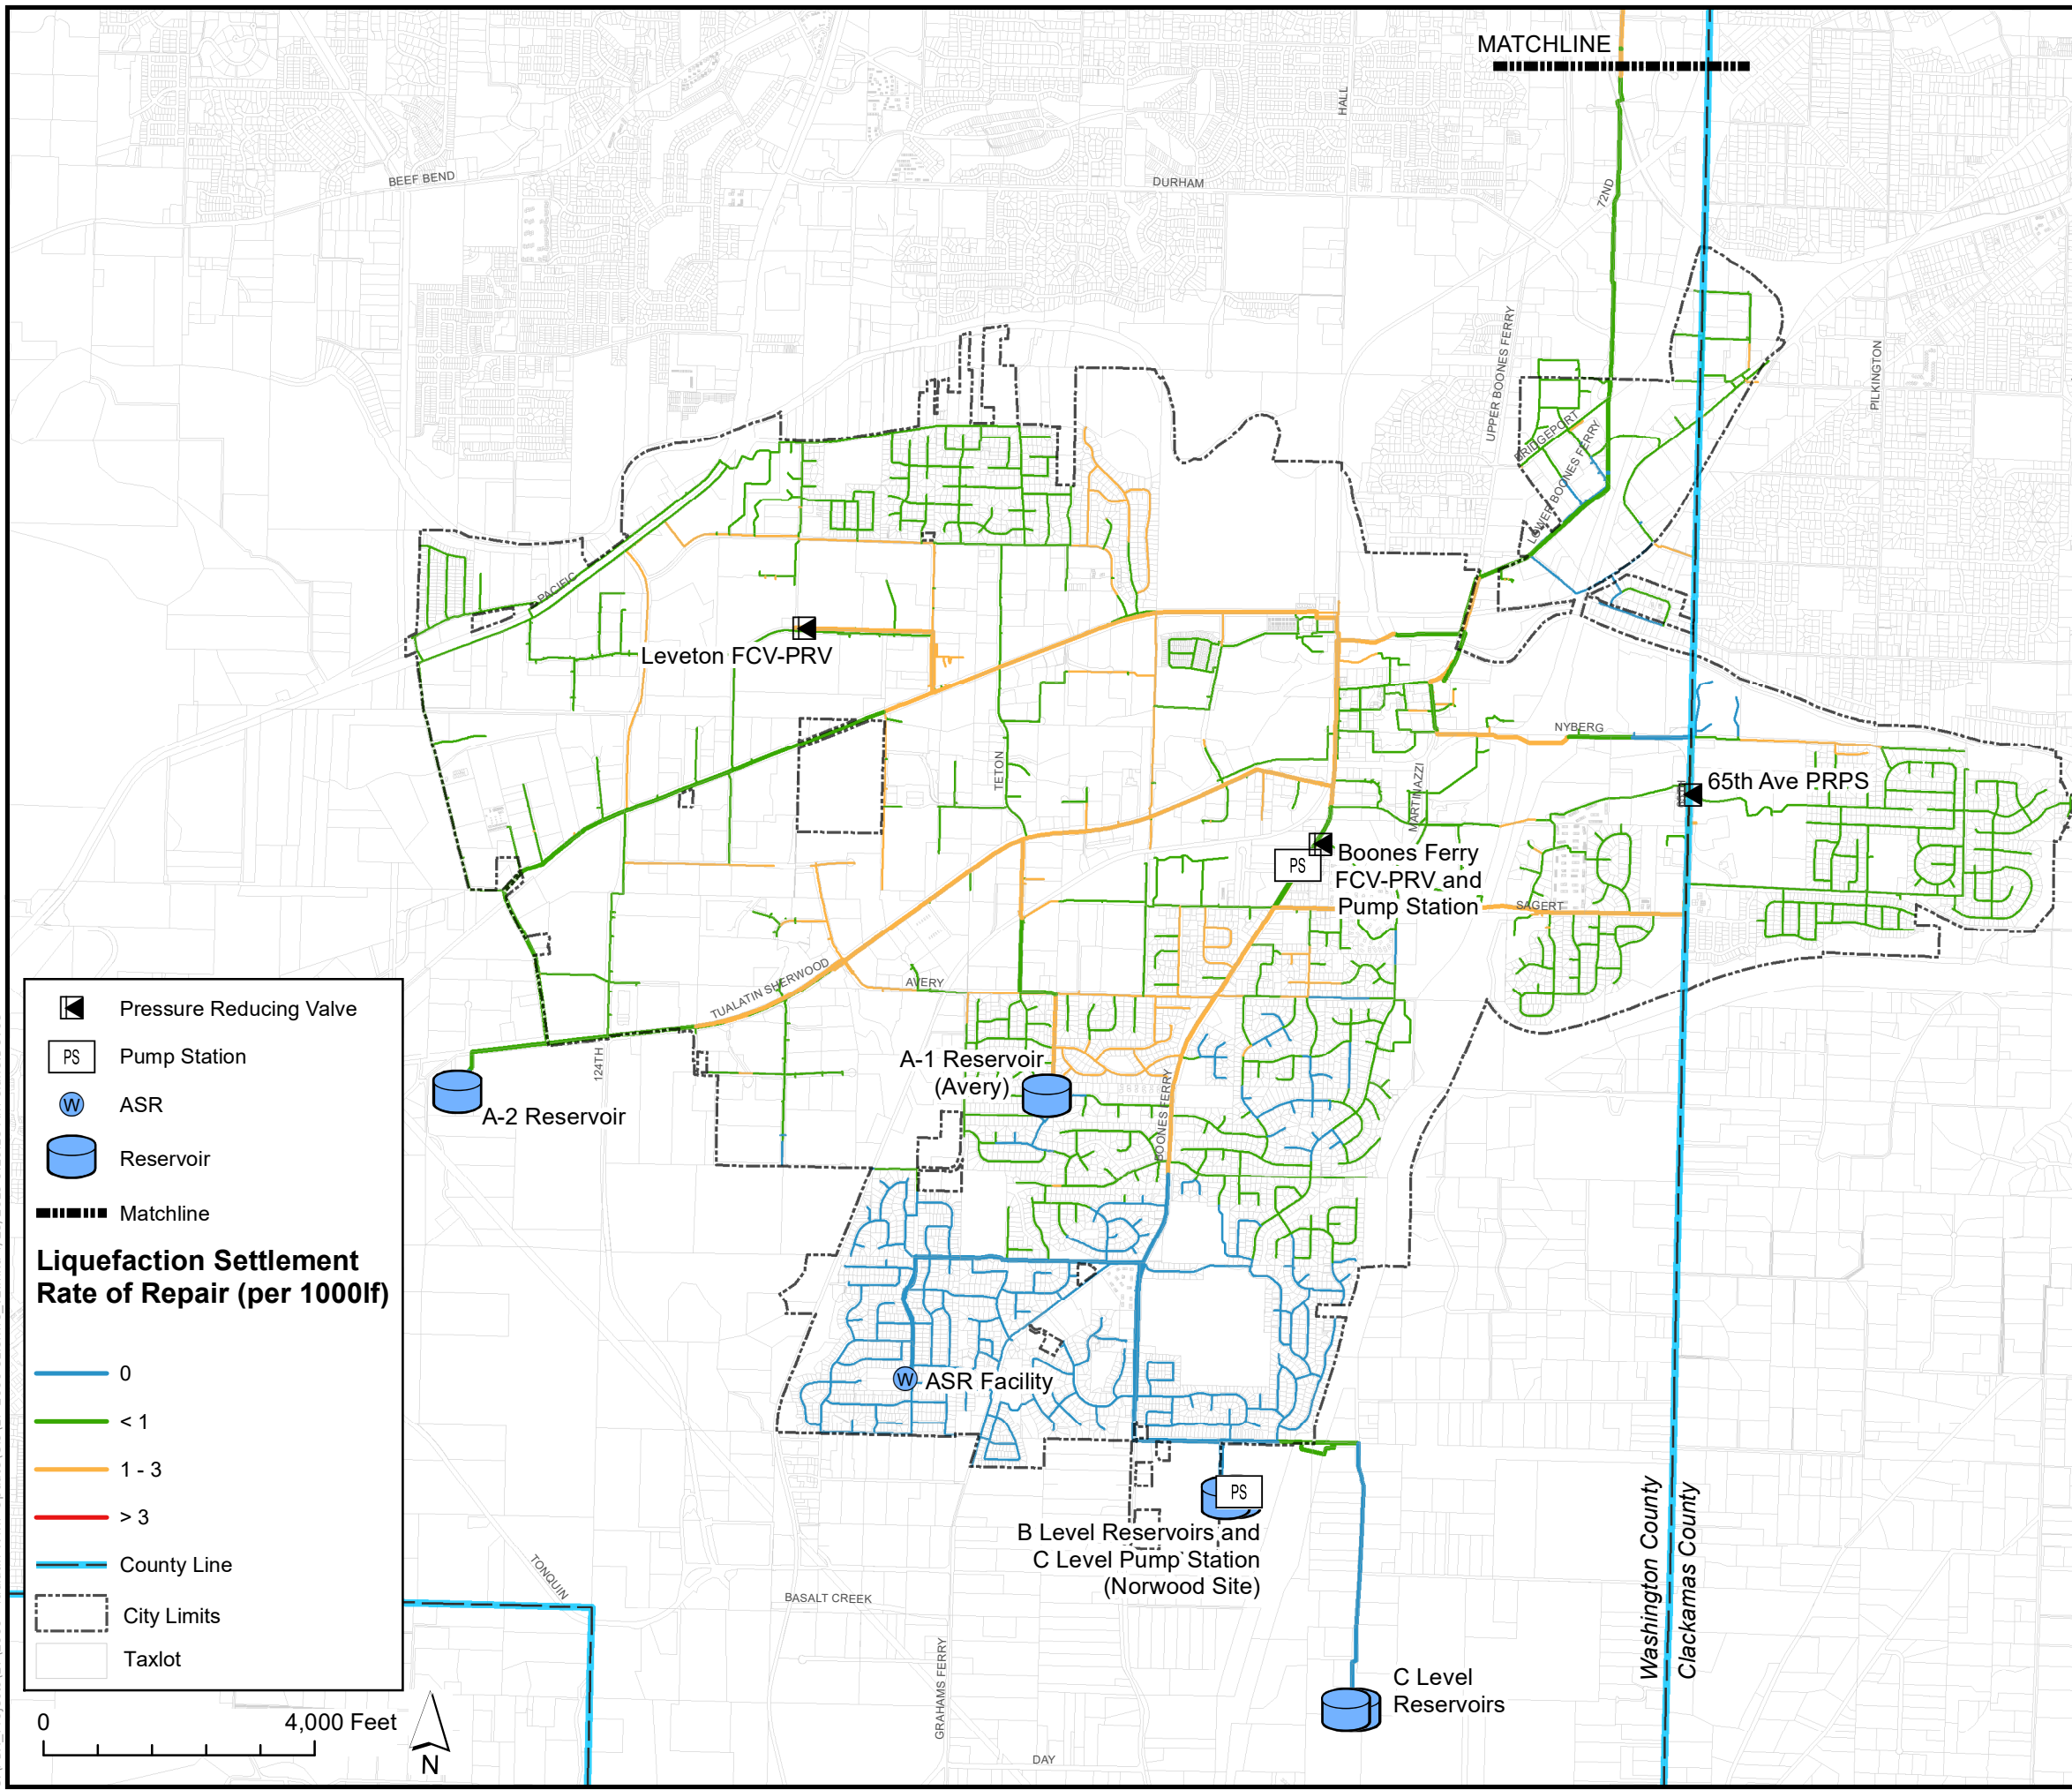 MATCHLINE
HALL
BEEF BEND
DURHAM
72ND
UPPER BOONES FERRY
PILKINGTON
BRIDGEPORT
LOWER BOONES FERRY
PACIFIC
Leveton FCV-PRV
NYBERG
TETON
MARTINAZZI
65th Ave PRPS
PS
Boones Ferry
FCV-PRV and
Pump Station
SAGERT
AVERY
TUALATIN SHERWOOD
124TH
A-1 Reservoir
(Avery)
BOONES FERRY
A-2 Reservoir
W
ASR Facility
PS
B Level Reservoirs and
C Level Pump Station
(Norwood Site)
TONQUIN
BASALT CREEK
GRAHAMS FERRY
DAY
C Level
Reservoirs
Washington County
Clackamas County
Pressure Reducing Valve
PS
Pump Station
W
ASR
Reservoir
Matchline
Liquefaction Settlement
Rate of Repair (per 1000lf)
0
< 1
1 - 3
> 3
County Line
City Limits
Taxlot
0
4,000 Feet
N